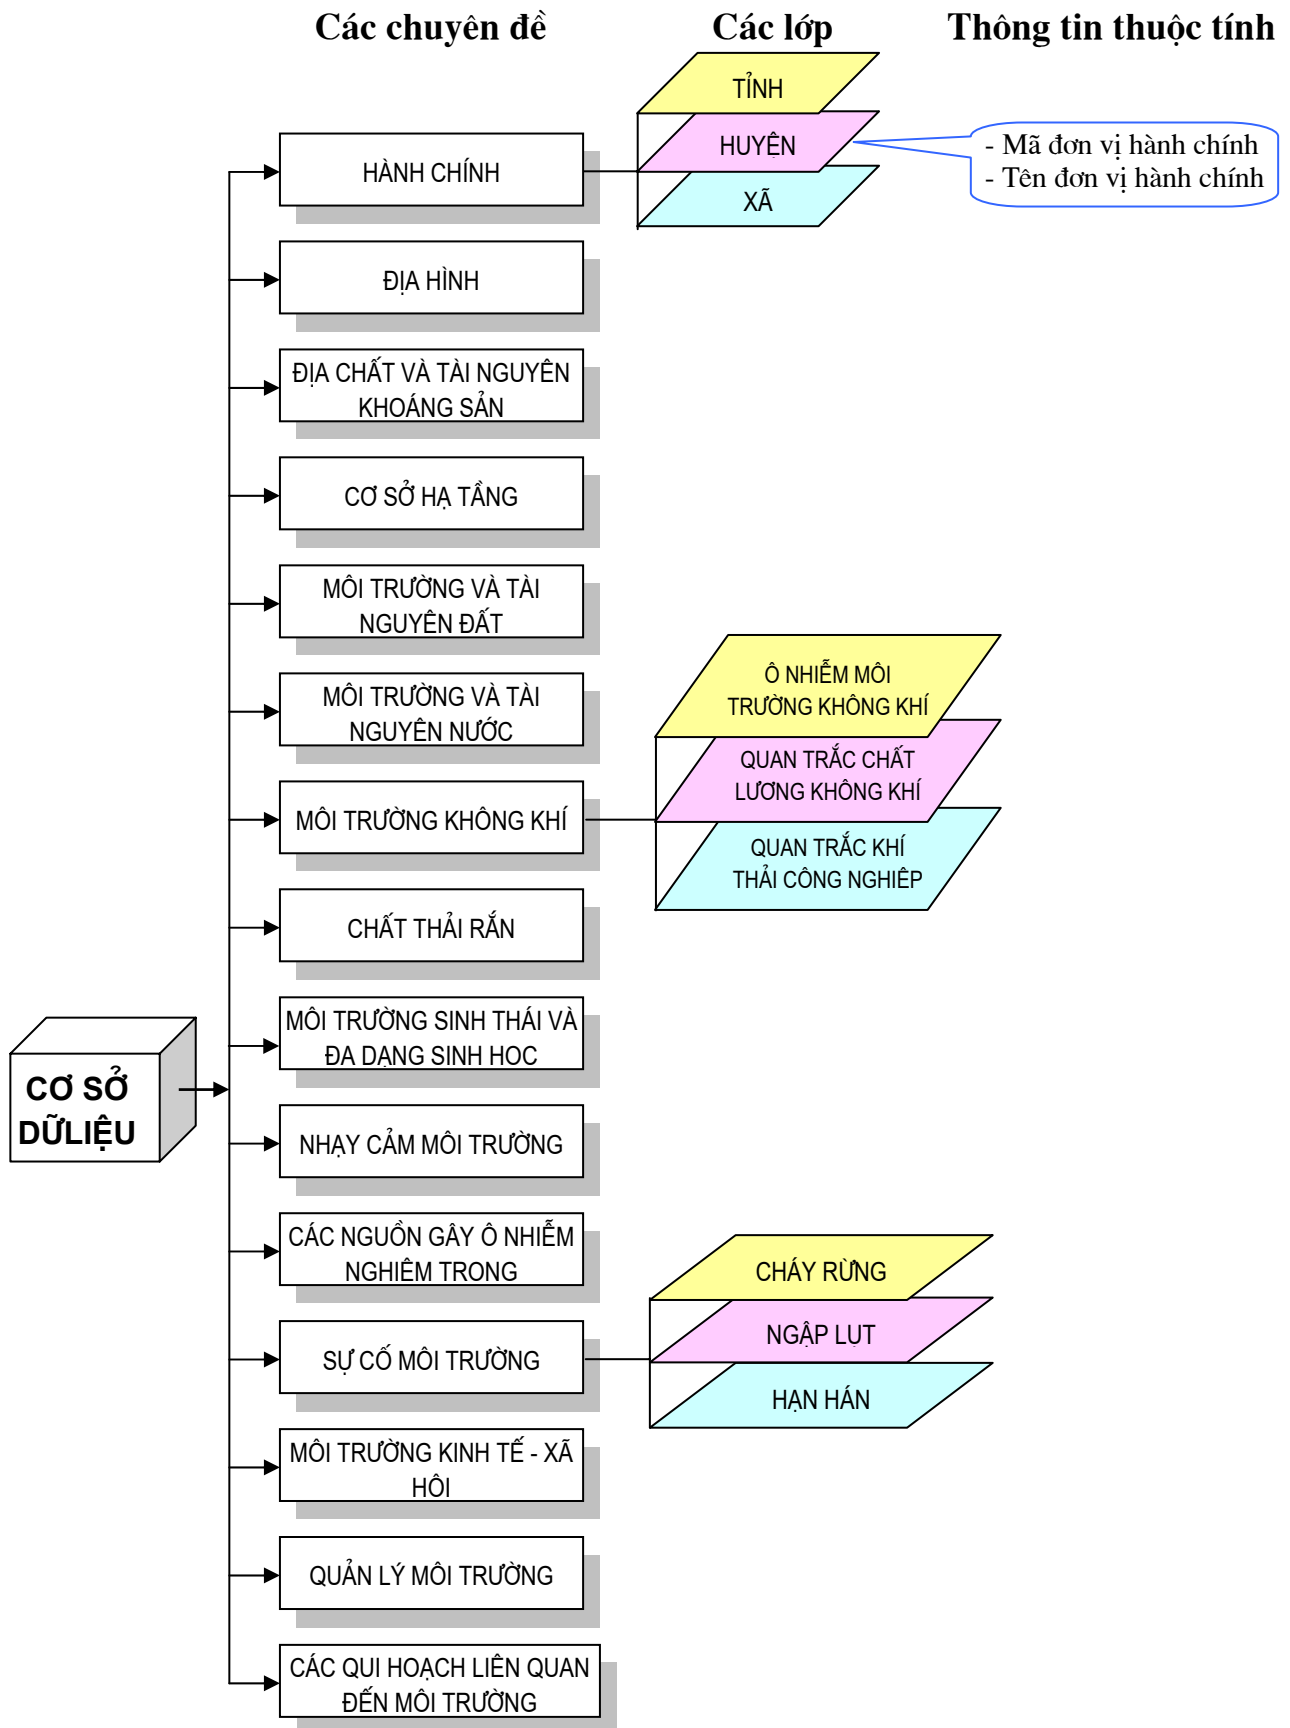 Các chuyên đề
Các lớp
Thông tin thuộc tính
TỈNH
HUYỆN
XÃ
- Mã đơn vị hành chính
- Tên đơn vị hành chính
HÀNH CHÍNH
ĐỊA HÌNH
ĐỊA CHẤT VÀ TÀI NGUYÊN
KHOÁNG SẢN
CƠ SỞ HẠ TẦNG
MÔI TRƯỜNG VÀ TÀI
NGUYÊN ĐẤT
MÔI TRƯỜNG VÀ TÀI
NGUYÊN NƯỚC
MÔI TRƯỜNG KHÔNG KHÍ
Ô NHIỄM MÔI
TRƯỜNG KHÔNG KHÍ
QUAN TRẮC CHẤT
LƯƠNG KHÔNG KHÍ
QUAN TRẮC KHÍ
THẢI CÔNG NGHIÊP
CHẤT THẢI RẮN
MÔI TRƯỜNG SINH THÁI VÀ
ĐA DẠNG SINH HOC
CƠ SỞ
DỮLIỆU
NHẠY CẢM MÔI TRƯỜNG
CÁC NGUỒN GÂY Ô NHIỄM
NGHIÊM TRONG
SỰ CỐ MÔI TRƯỜNG
CHÁY RỪNG
NGẬP LỤT
HẠN HÁN
MÔI TRƯỜNG KINH TẾ - XÃ
HÔI
QUẢN LÝ MÔI TRƯỜNG
CÁC QUI HOẠCH LIÊN QUAN
ĐẾN MÔI TRƯỜNG